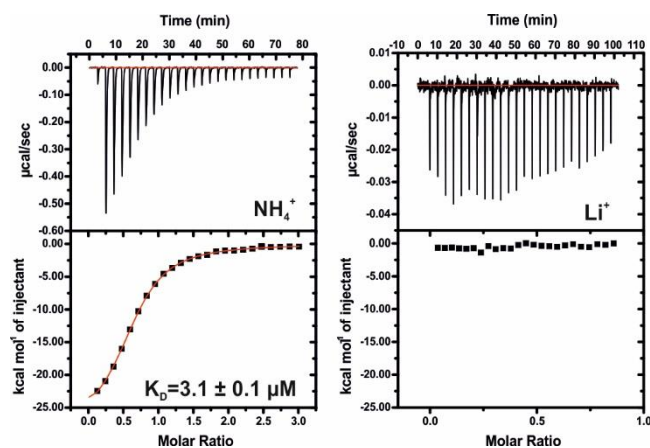 Time (min)
0 10 20 30 40 50 60 70 80
0.00
-0.10
-0.20
-0.30
-0.40
-0.50
-0.60
µcal/sec
NH4+
0.00
-5.00
-10.00
-15.00
-20.00
-25.00
kcal mol¹ of injectant
KD=3.1 ± 0.1 µM
0.0 0.5 1.0 1.5 2.0 2.5 3.0
Molar Ratio
Time (min)
-10 0 10 20 30 40 50 60 70 80 90 100 110
0.01
0.00
-0.01
-0.02
-0.03
-0.04
µcal/sec
Li+
0.00
-5.00
-10.00
-15.00
-20.00
-25.00
kcal mol¹ of injectant
0.0 0.5 1.0
Molar Ratio